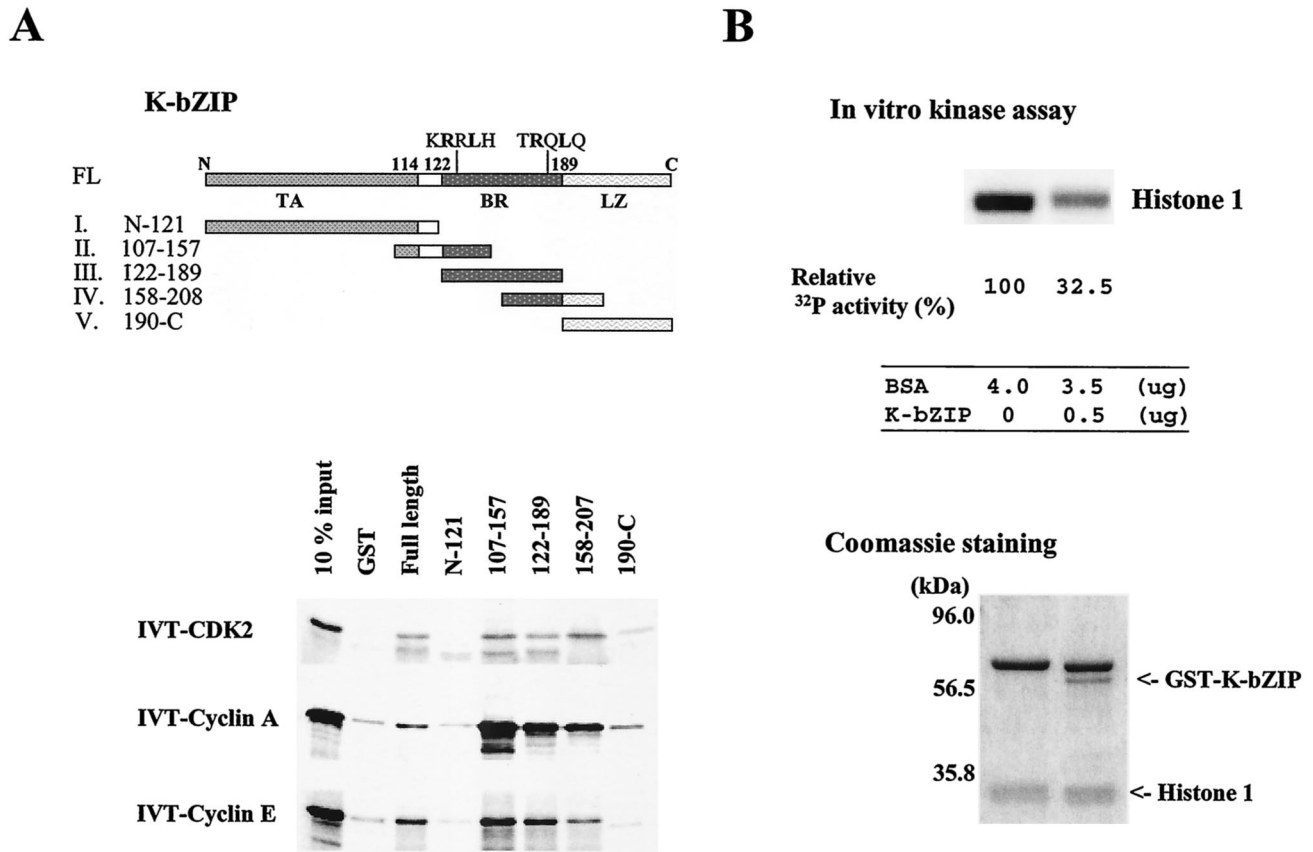 A
K-bZIP
KRRLH TRQLQ
N 114 122 189 C
FL
TA BR LZ
I. N-121
II. 107-157
III. 122-189
IV. 158-208
V. 190-C
10 % input
GST
Full length
N-121
107-157
122-189
158-207
190-C
IVT-CDK2
IVT-Cyclin A
IVT-Cyclin E
B
In vitro kinase assay
Histone 1
Relative
32P activity (%)
100 32.5
BSA 4.0 3.5 (ug)
K-bZIP 0 0.5 (ug)
Coomassie staining
(kDa)
96.0
56.5
35.8
<- GST-K-bZIP
<- Histone 1